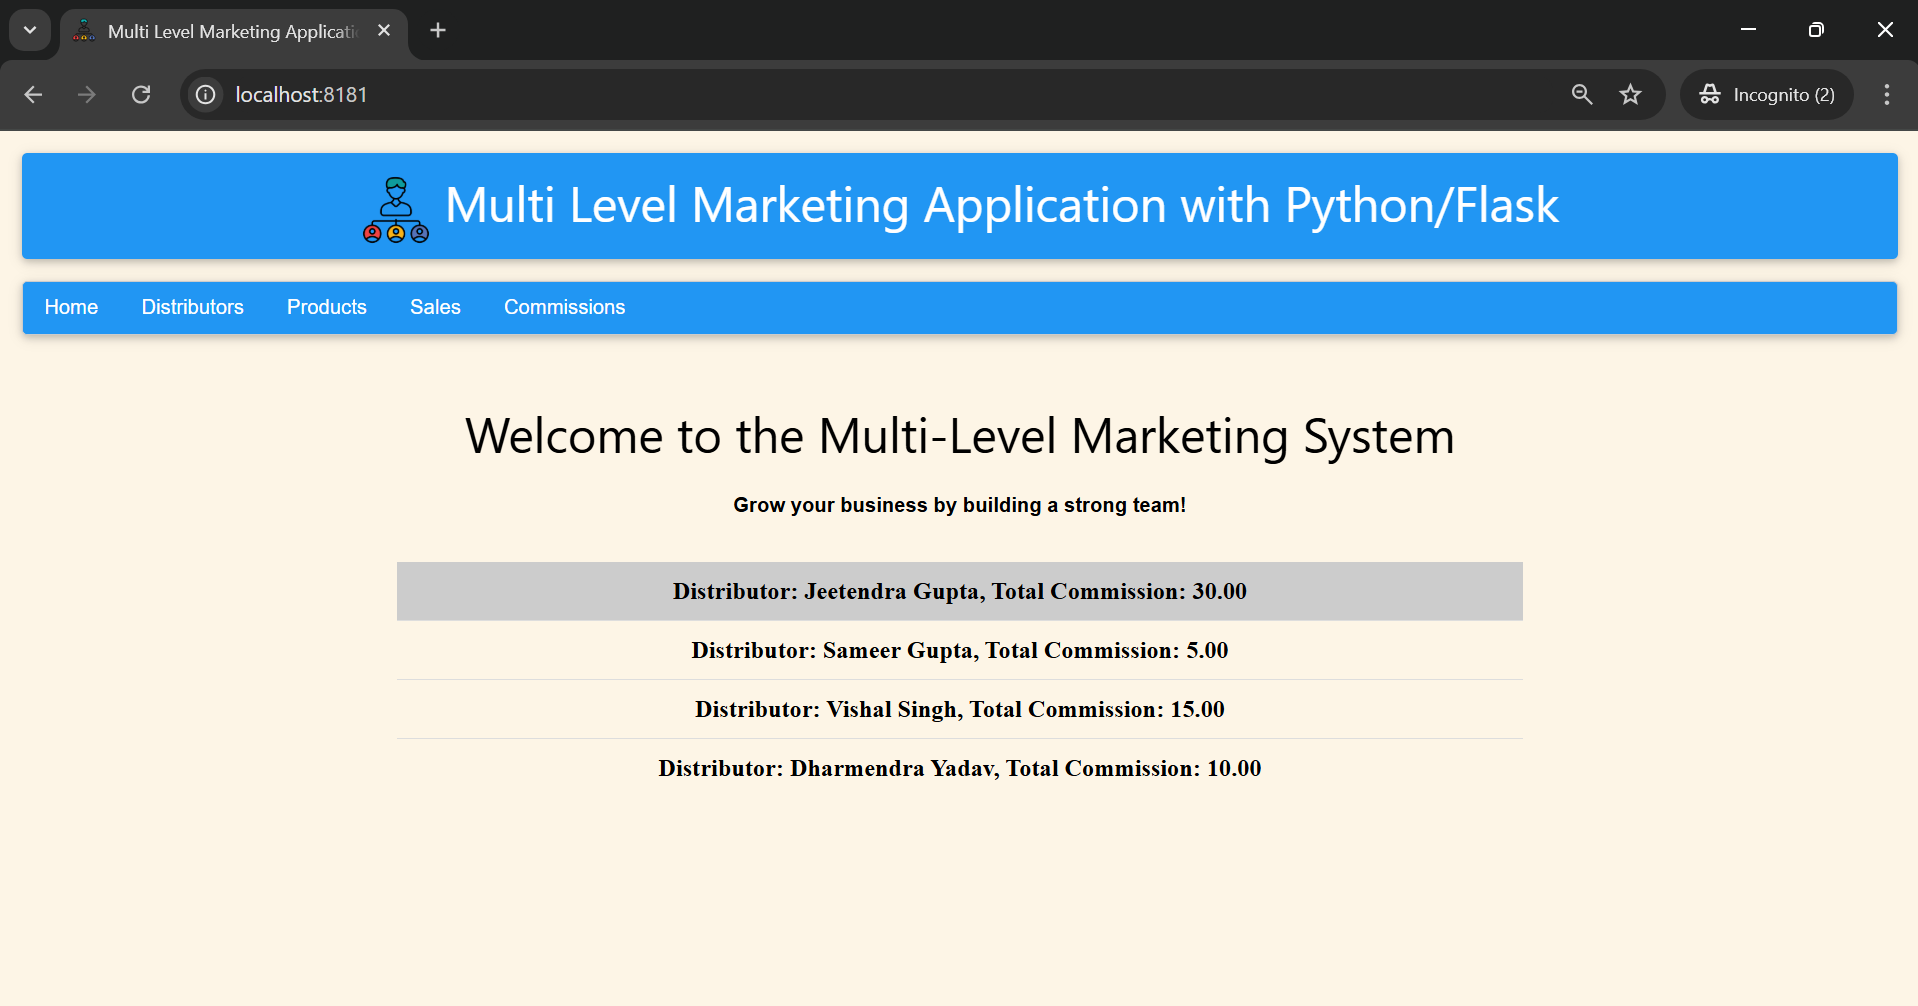 Multi Level Marketing Applicati
localhost:8181
Incognito (2)
Multi Level Marketing Application with Python/Flask
Home Distributors Products Sales Commissions
Welcome to the Multi-Level Marketing System
Grow your business by building a strong team!
Distributor: Jeetendra Gupta, Total Commission: 30.00
Distributor: Sameer Gupta, Total Commission: 5.00
Distributor: Vishal Singh, Total Commission: 15.00
Distributor: Dharmendra Yadav, Total Commission: 10.00